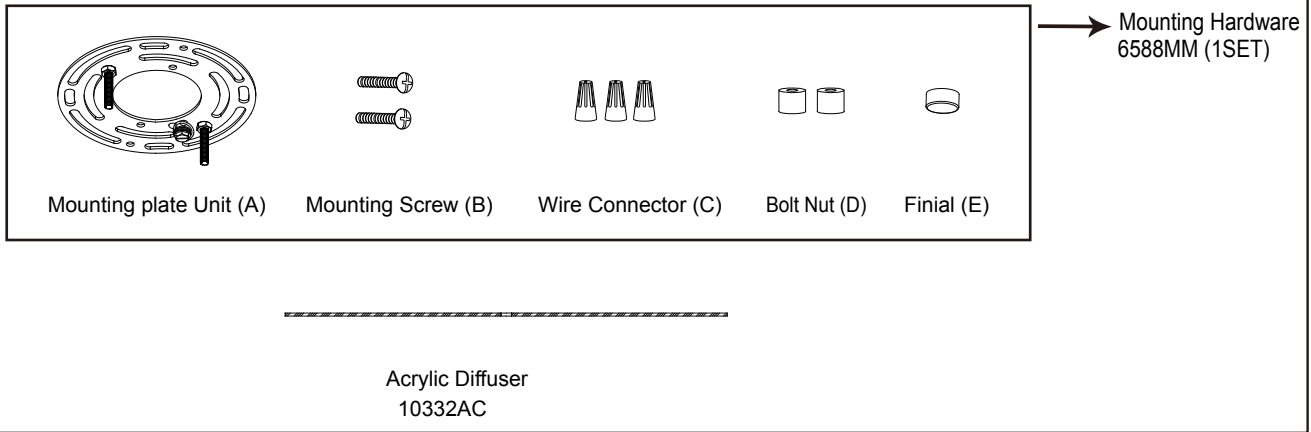 Mounting Hardware
6588MM (1SET)
Mounting plate Unit (A)
Mounting Screw (B)
Wire Connector (C)
Bolt Nut (D)
Finial (E)
Acrylic Diffuser
10332AC